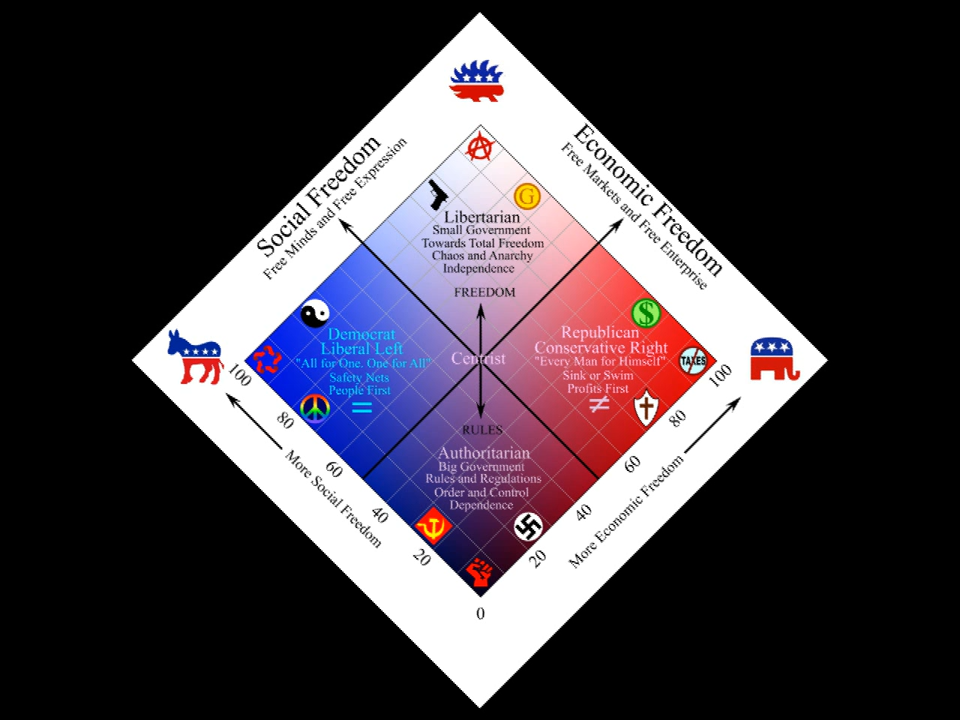 Social Freedom
Free Minds and Free Expression
Economic Freedom
Free Markets and Free Enterprise
G
Libertarian
Small Government
Towards Total Freedom
Chaos and Anarchy
Independence
FREEDOM
$
Democrat
Liberal Left
"All for One. One for All"
Safety Nets
People First
=
Centrist
Republican
Conservative Right
"Every Man for Himself"
Sink or Swim
Profits First
≠
TAXES
RULES
Authoritarian
Big Government
Rules and Regulations
Order and Control
Dependence
100
80
60
40
20
0
20
40
60
80
100
More Social Freedom
More Economic Freedom